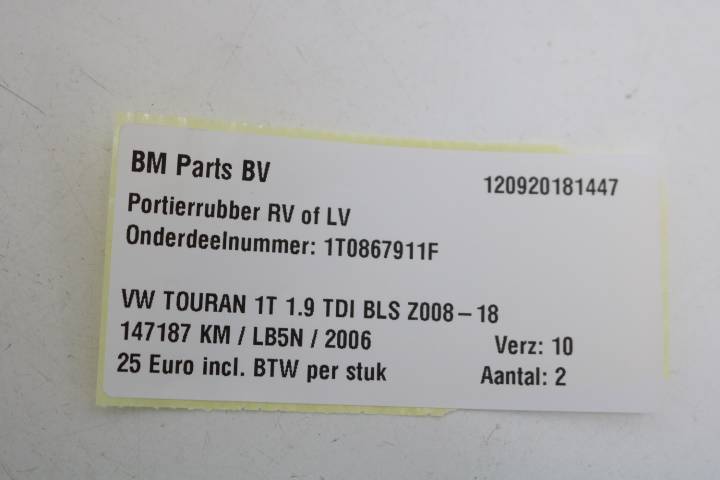 BM Parts BV
120920181447
Portierrubber RV of LV
Onderdeelnummer: 1T0867911F
VW TOURAN 1T 1.9 TDI BLS Z008-18
147187 KM / LB5N / 2006
Verz: 10
25 Euro incl. BTW per stuk
Aantal: 2